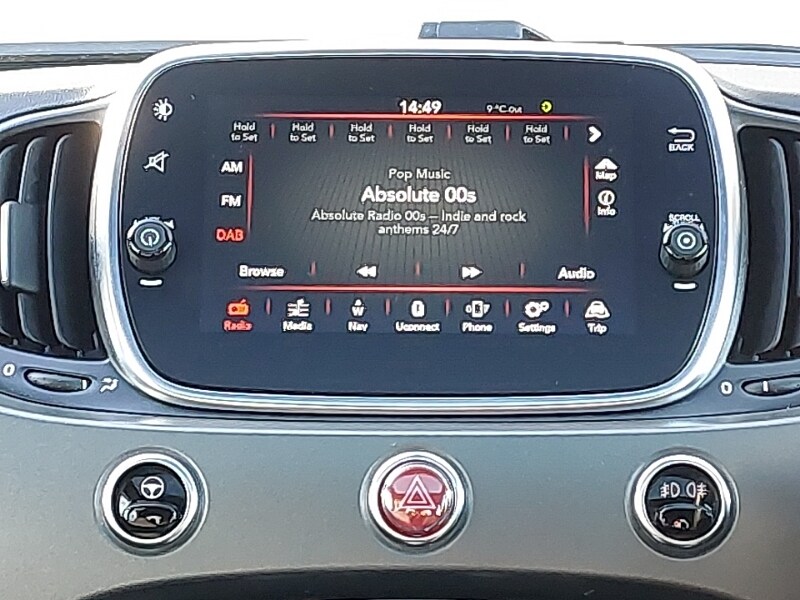 14:49
9 °C Out
Hold to Set
Hold to Set
Hold to Set
Hold to Set
Hold to Set
Hold to Set
BACK
AM
Pop Music
Map
FM
Absolute 00s
Info
Absolute Radio 00s – Indie and rock
anthems 24/7
DAB
SCROLL
Browse
Audio
W
Radio
Media
Nav
Uconnect
Phone
Settings
Trip
0
0